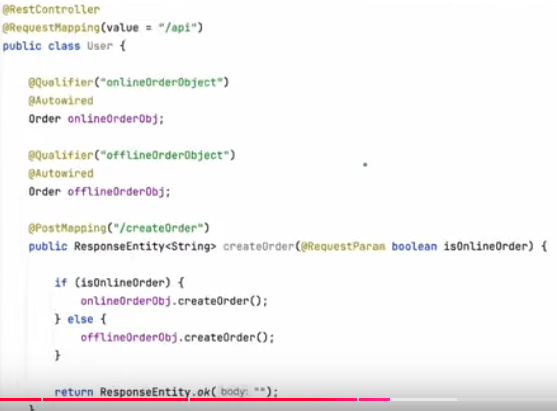 @RestController
@RequestMapping(value = "/api")
public class User {
@Qualifier("onlineOrderObject")
@Autowired
Order onlineOrderObj;
@Qualifier("offlineOrderObject")
@Autowired
Order offlineOrderObj;
@PostMapping("/createOrder")
public ResponseEntity<String> createOrder(@RequestParam boolean isOnlineOrder) {
if (isOnlineOrder) {
onlineOrderObj.createOrder();
} else {
offlineOrderObj.createOrder();
}
return ResponseEntity.ok( body: "");
}